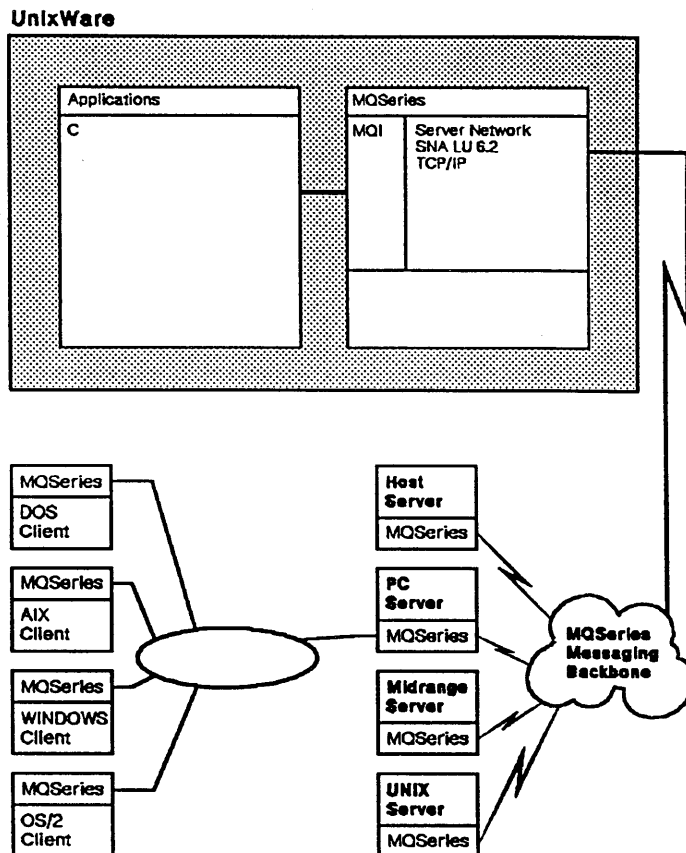 UnixWare
Applications
C
MQSeries
MQI
Server Network
SNA LU 6.2
TCP/IP
MQSeries
DOS
Client
MQSeries
AIX
Client
MQSeries
WINDOWS
Client
MQSeries
OS/2
Client
Host
Server
MQSeries
PC
Server
MQSeries
Midrange
Server
MQSeries
UNIX
Server
MQSeries
MQSeries
Messaging
Backbone